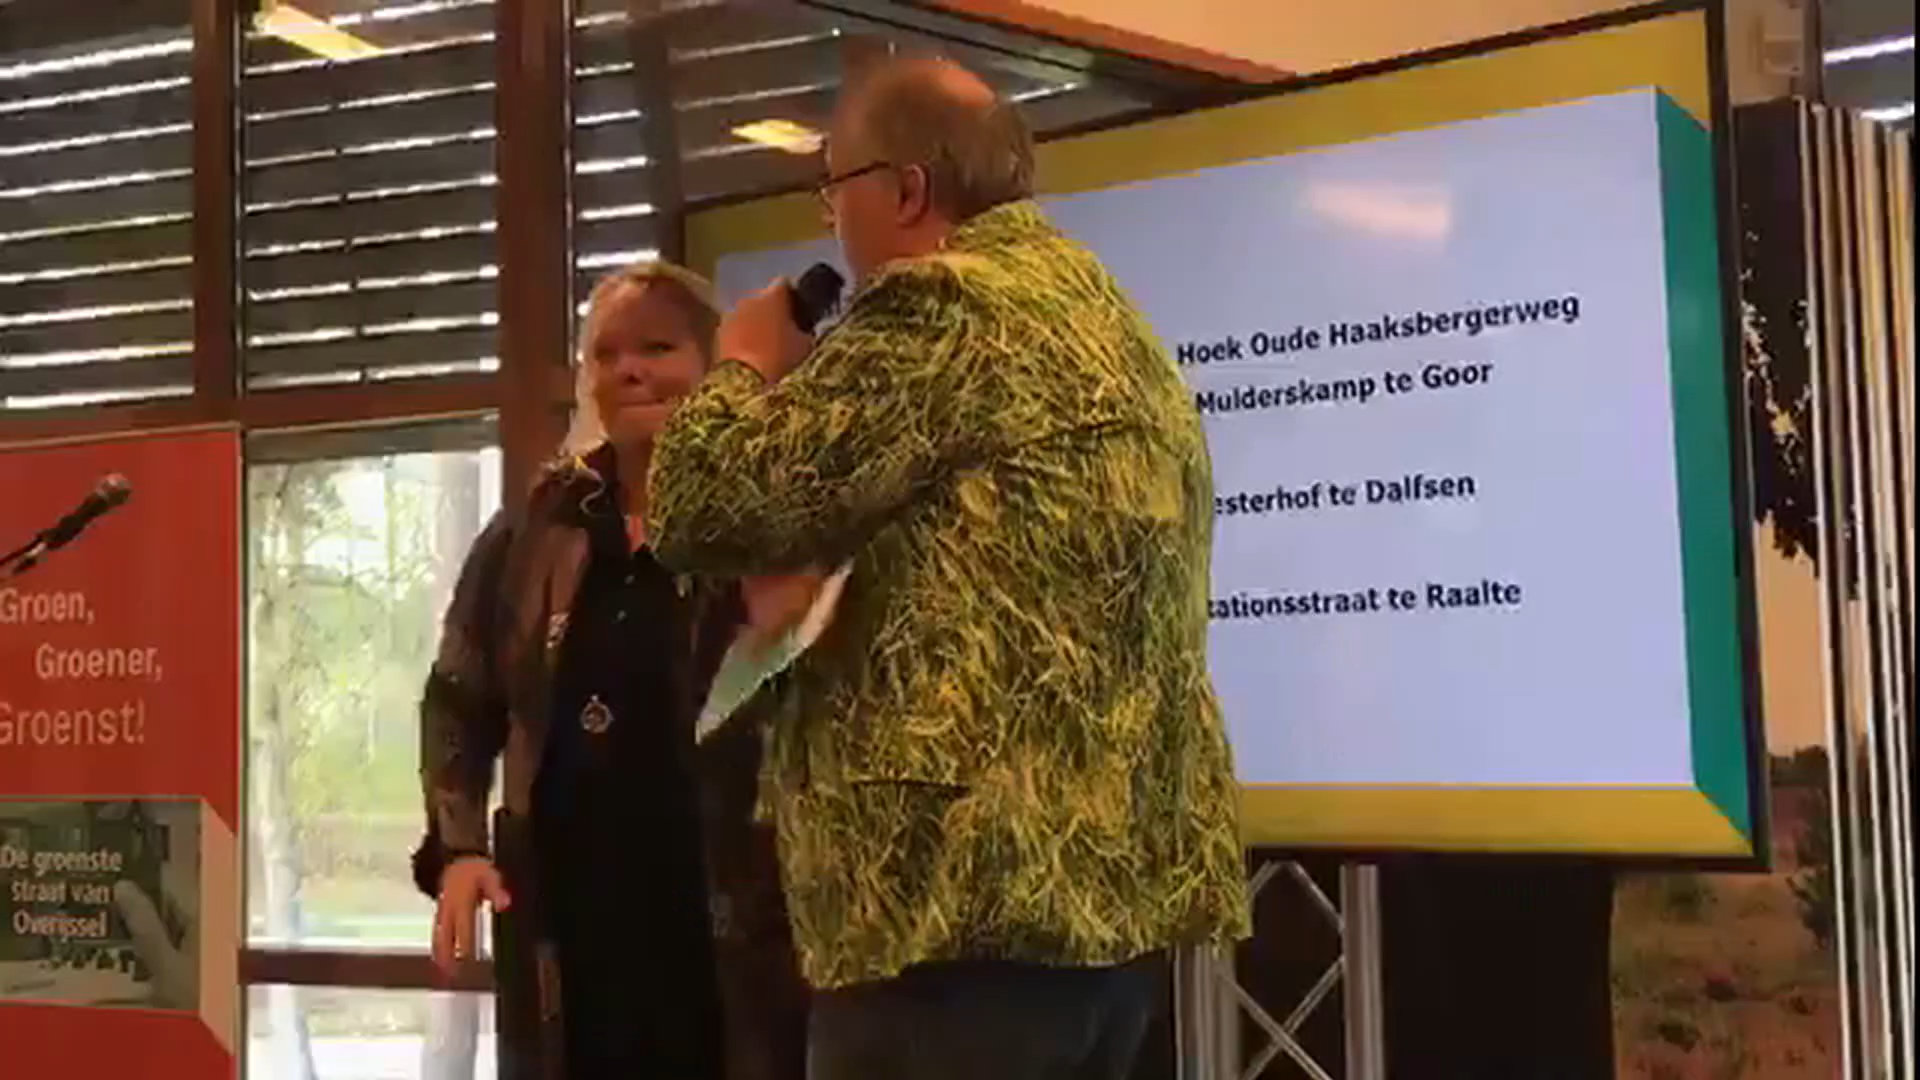 Groen,
Groener,
Groenst!
De groenste
straat van
Overijssel
Hoek Oude Haaksbergerweg
Mulderskamp te Goor
esterhof te Dalfsen
tationsstraat te Raalte